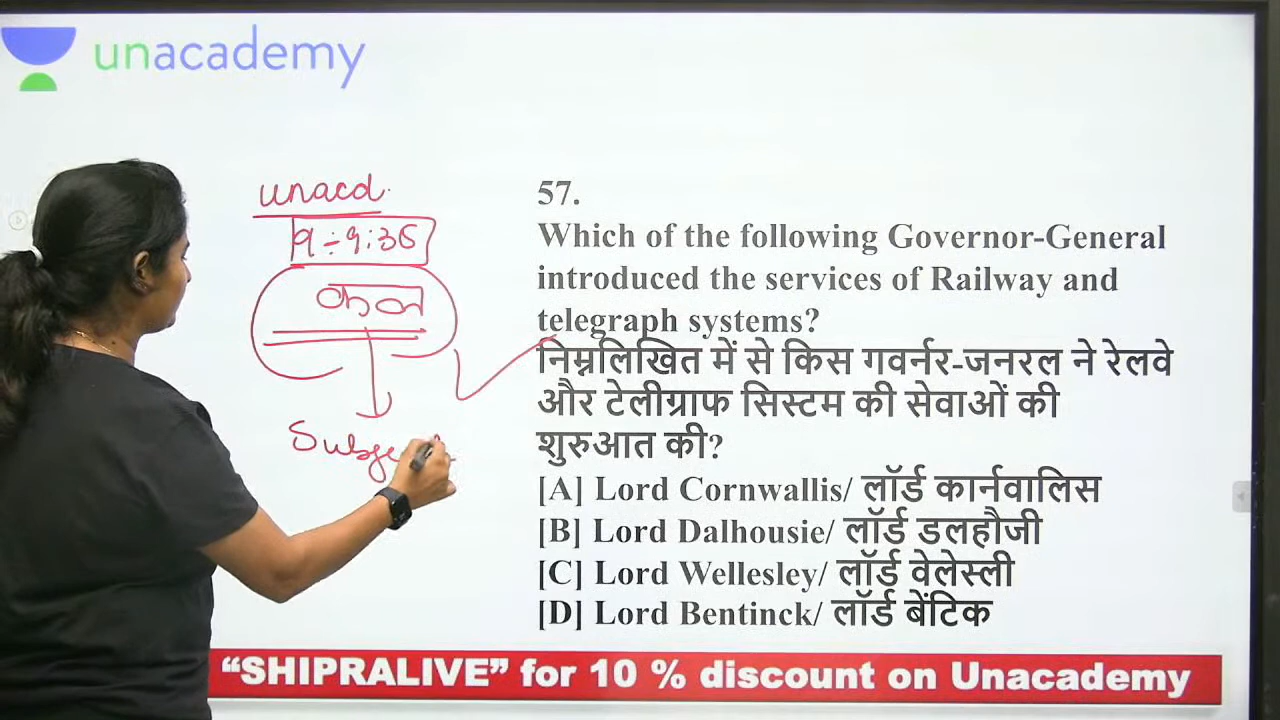 unacademy
unacd.
9 ÷ 9:35
57.
Which of the following Governor-General
introduced the services of Railway and
telegraph systems?
निम्नलिखित में से किस गवर्नर-जनरल ने रेलवे
और टेलीग्राफ सिस्टम की सेवाओं की
शुरुआत की?
[A] Lord Cornwallis/ लॉर्ड कार्नवालिस
[B] Lord Dalhousie/ लॉर्ड डलहौजी
[C] Lord Wellesley/ लॉर्ड वेलेस्ली
[D] Lord Bentinck/ लॉर्ड बेंटिक
“SHIPRALIVE” for 10 % discount on Unacademy